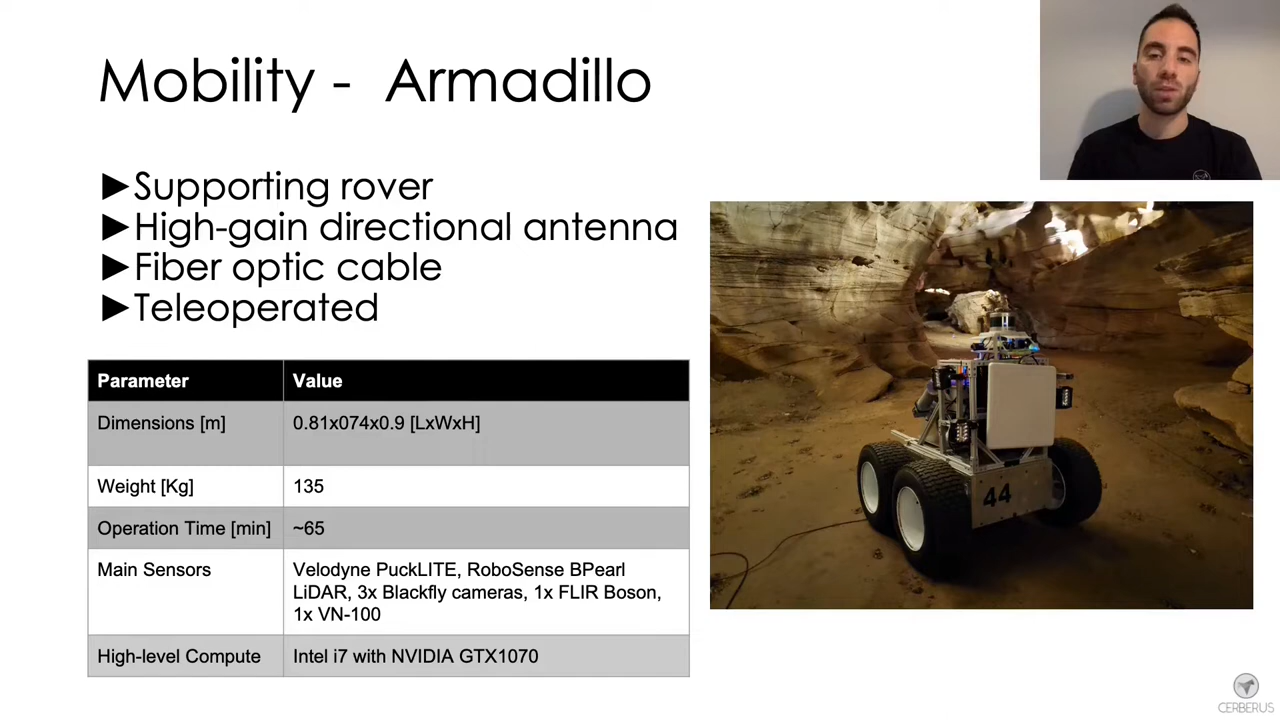 Mobility - Armadillo
►Supporting rover
►High-gain directional antenna
►Fiber optic cable
►Teleoperated
Parameter Value
Dimensions [m] 0.81x074x0.9 [LxWxH]
Weight [Kg] 135
Operation Time [min] ~65
Main Sensors Velodyne PuckLITE, RoboSense BPearl
LiDAR, 3x Blackfly cameras, 1x FLIR Boson,
1x VN-100
High-level Compute Intel i7 with NVIDIA GTX1070
44
CERBERUS